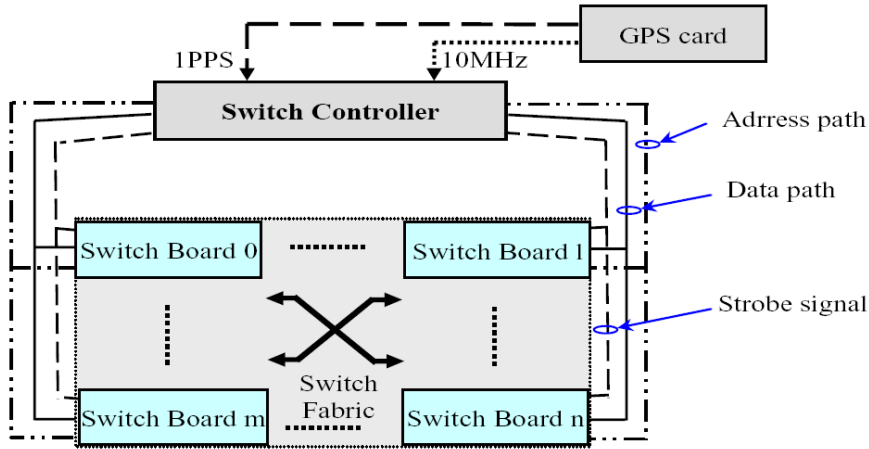 GPS card
1PPS
10MHz
Switch Controller
Adrress path
Data path
Switch Board 0
Switch Board l
Strobe signal
Switch
Fabric
Switch Board m
Switch Board n